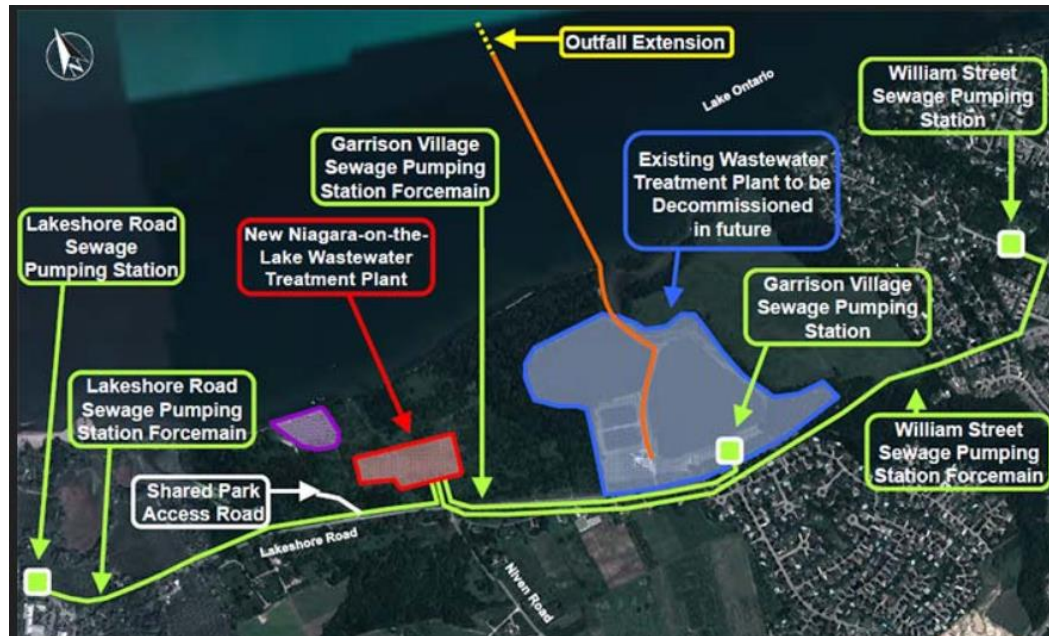 N
Outfall Extension
Lake Ontario
William Street
Sewage Pumping
Station
Garrison Village
Sewage Pumping
Station Forcemain
Existing Wastewater
Treatment Plant to be
Decommissioned
in future
Lakeshore Road
Sewage
Pumping Station
New Niagara-on-the-
Lake Wastewater
Treatment Plant
Garrison Village
Sewage Pumping
Station
Lakeshore Road
Sewage Pumping
Station Forcemain
William Street
Sewage Pumping
Station Forcemain
Shared Park
Access Road
Lakeshore Road
Niven Road